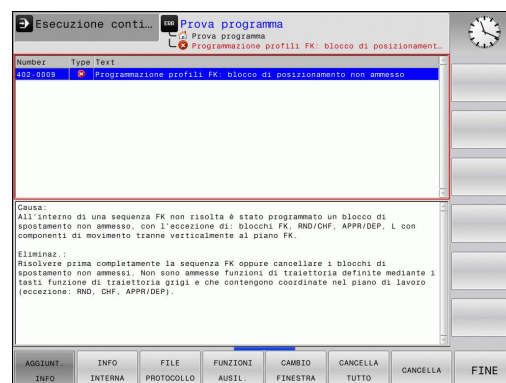 Esecuzione conti...
ERR Prova programma
Prova programma
Programmazione profili FK: blocco di posizionament...
Number Type Text
402-0009 Programmazione profili FK: blocco di posizionamento non ammesso
Causa:
All'interno di una sequenza FK non risolta è stato programmato un blocco di
spostamento non ammesso, con l'eccezione di: blocchi FK, RND/CHF, APPR/DEP, L con
componenti di movimento tranne verticalmente al piano FK.
Eliminaz.:
Risolvere prima completamente la sequenza FK oppure cancellare i blocchi di
spostamento non ammessi. Non sono ammesse funzioni di traiettoria definite mediante i
tasti funzione di traiettoria grigi e che contengono coordinate nel piano di lavoro
(eccezione: RND, CHF, APPR/DEP).
AGGIUNT.
INFO
INFO
INTERNA
FILE
PROTOCOLLO
FUNZIONI
AUSIL.
CAMBIO
FINESTRA
CANCELLA
TUTTO
CANCELLA
FINE